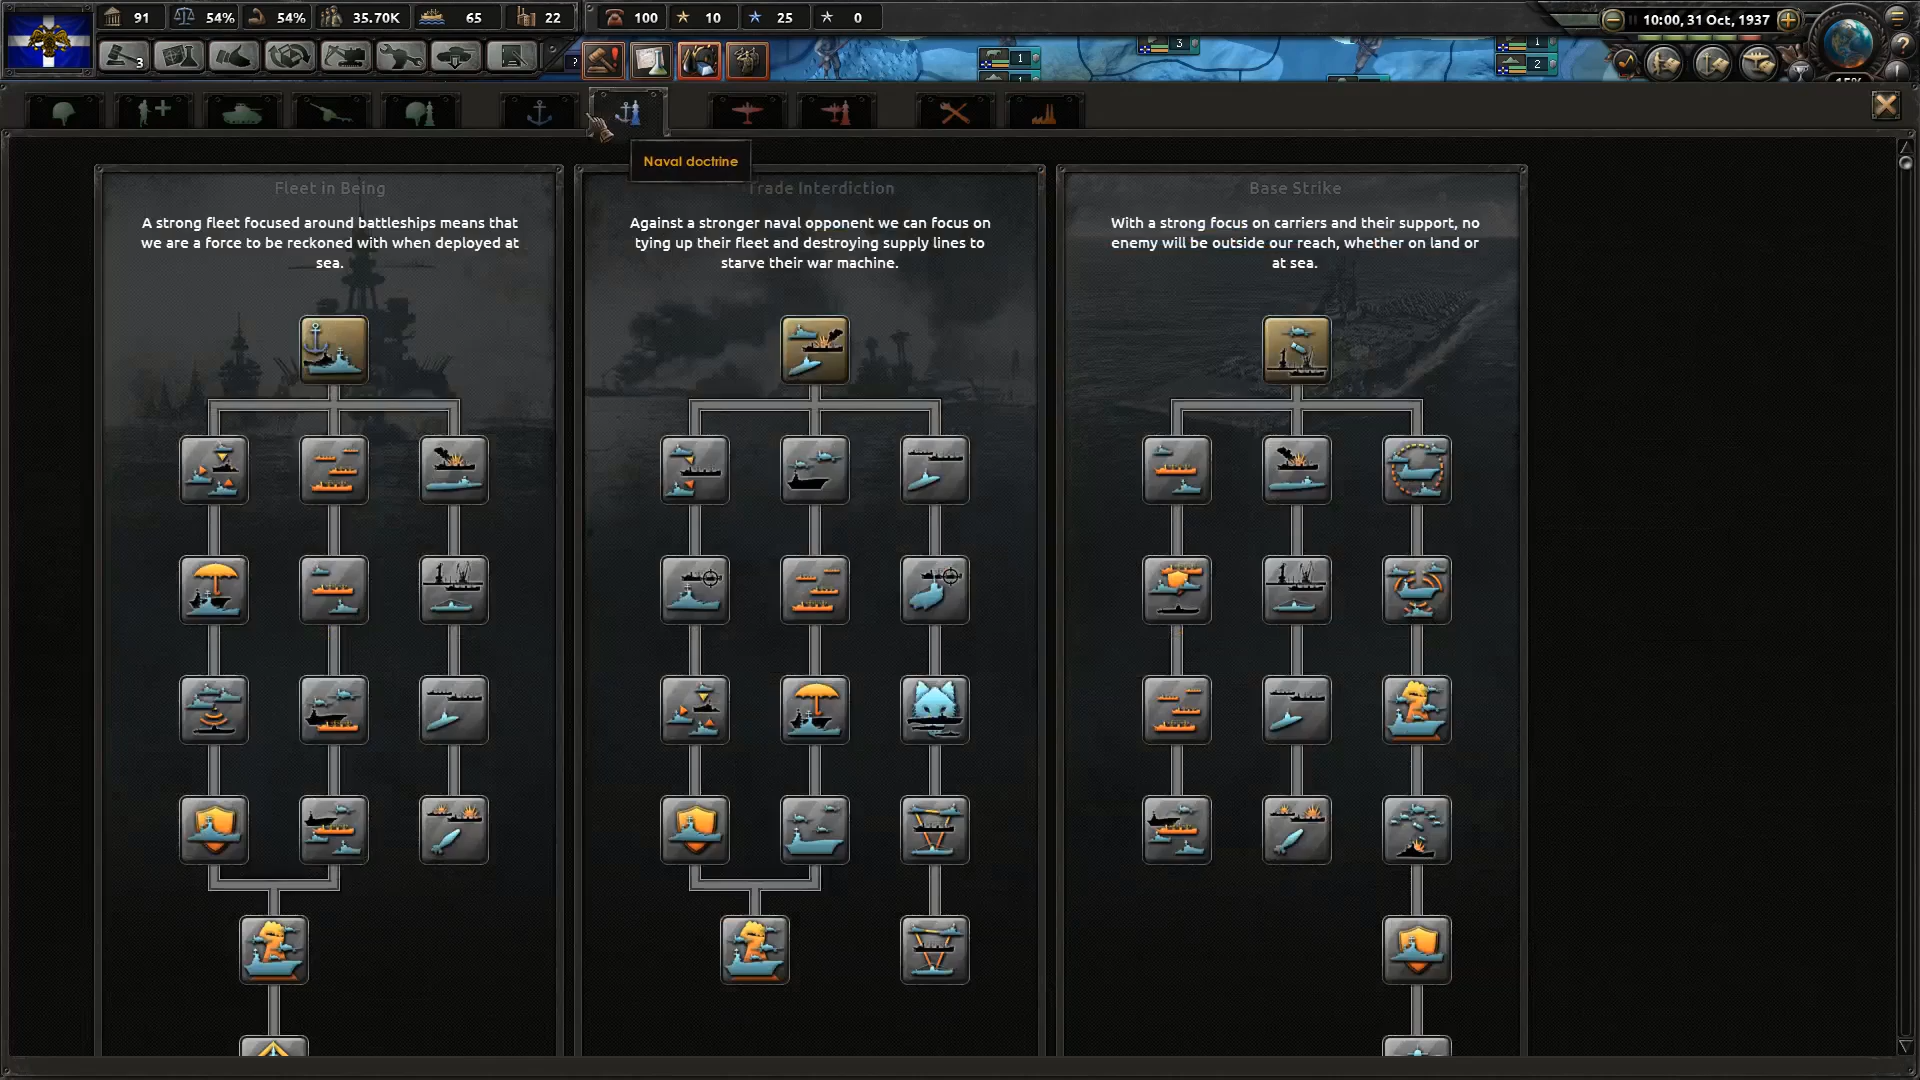 91
54%
54%
35.70K
65
22
100
10
25
0
10:00, 31 Oct, 1937
3
?
1
1
3
1
2
?
!
15%
Naval doctrine
Fleet in Being
A strong fleet focused around battleships means that
we are a force to be reckoned with when deployed at
sea.
Trade Interdiction
Against a stronger naval opponent we can focus on
tying up their fleet and destroying supply lines to
starve their war machine.
Base Strike
With a strong focus on carriers and their support, no
enemy will be outside our reach, whether on land or
at sea.